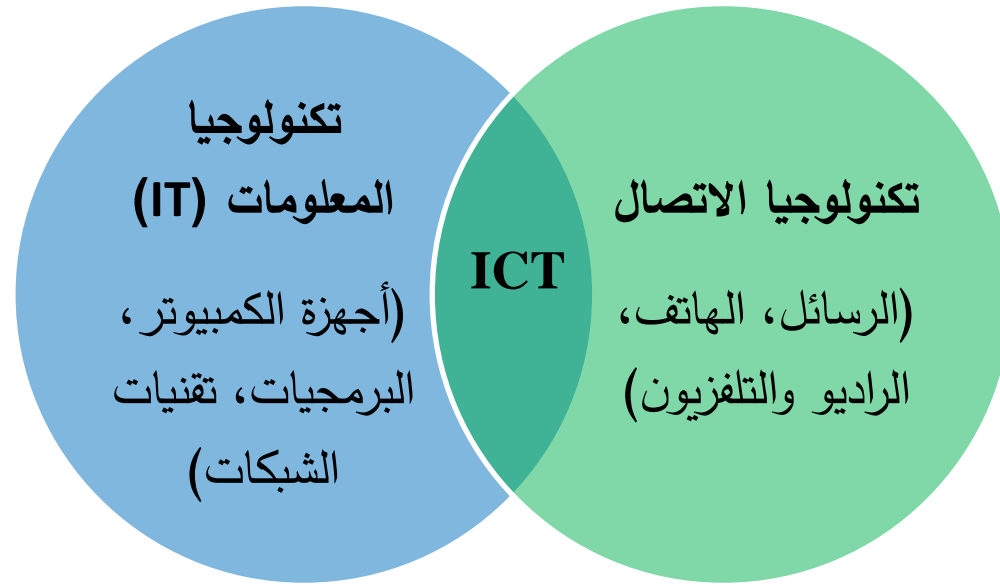 تكنولوجيا الاتصال
(الرسائل، الهاتف،
الراديو والتلفزيون)
ICT
تكنولوجيا
المعلومات (IT)
(أجهزة الكمبيوتر،
البرمجيات، تقنيات
الشبكات)